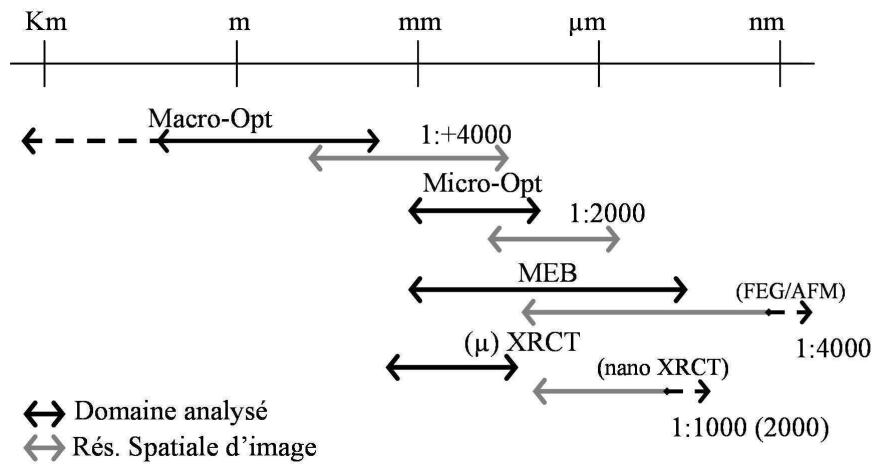 Km m mm µm nm
Macro-Opt
1:+4000
Micro-Opt
1:2000
MEB
(FEG/AFM)
1:4000
(µ) XRCT
(nano XRCT)
1:1000 (2000)
Domaine analysé
Rés. Spatiale d'image